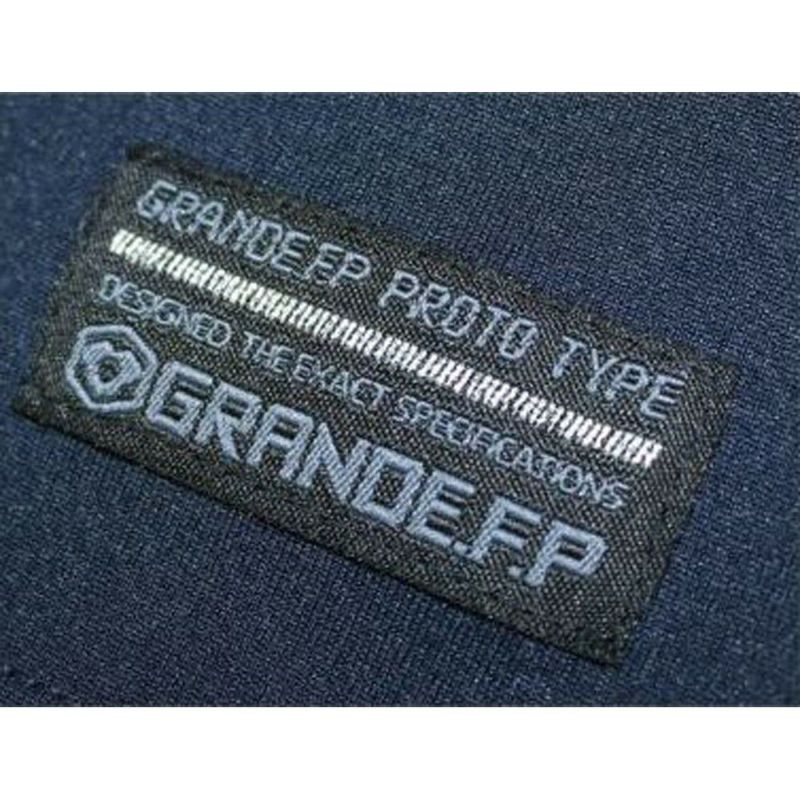 GRANDE.F.P PROTO TYPE
DESIGNED THE EXACT SPECIFICATIONS
GRANDE.F.P